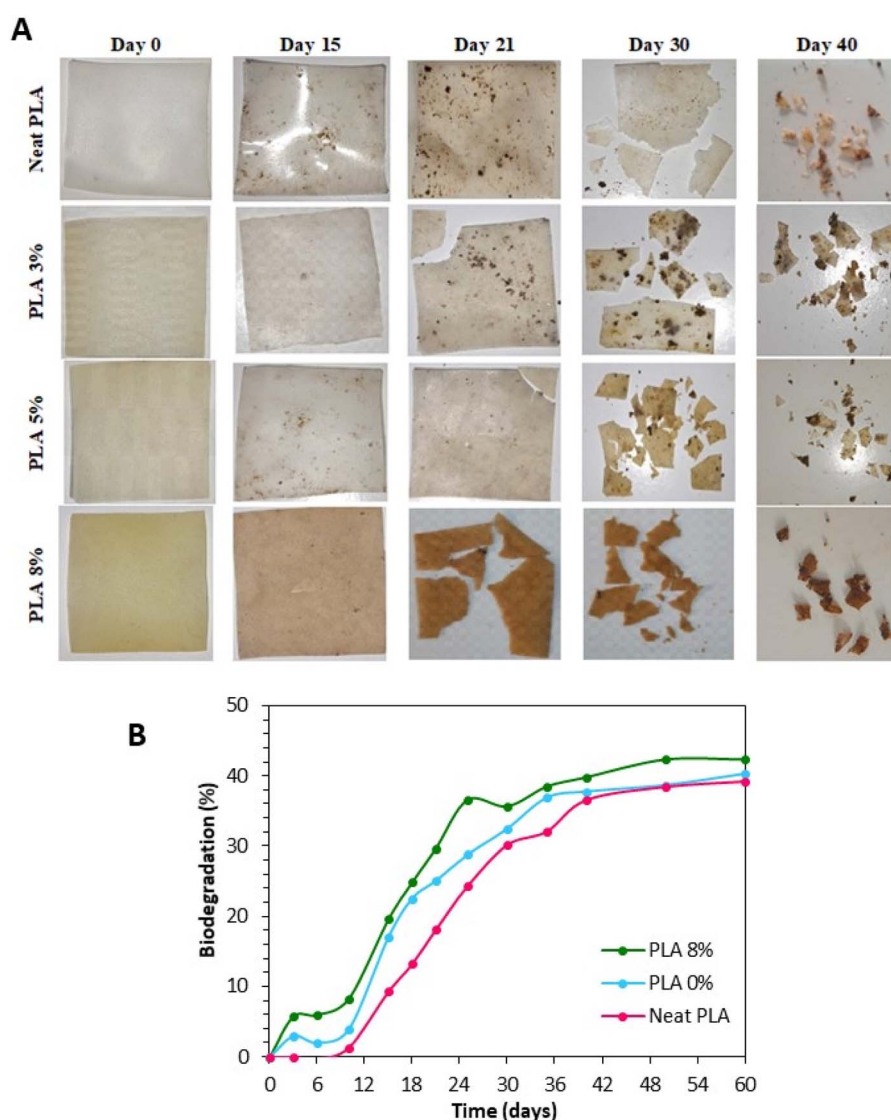 A
Day 0 Day 15 Day 21 Day 30 Day 40
Neat PLA
PLA 3%
PLA 5%
PLA 8%
B
50
40
30
20
10
0
Biodegradation (%)
PLA 8%
PLA 0%
Neat PLA
0 6 12 18 24 30 36 42 48 54 60
Time (days)